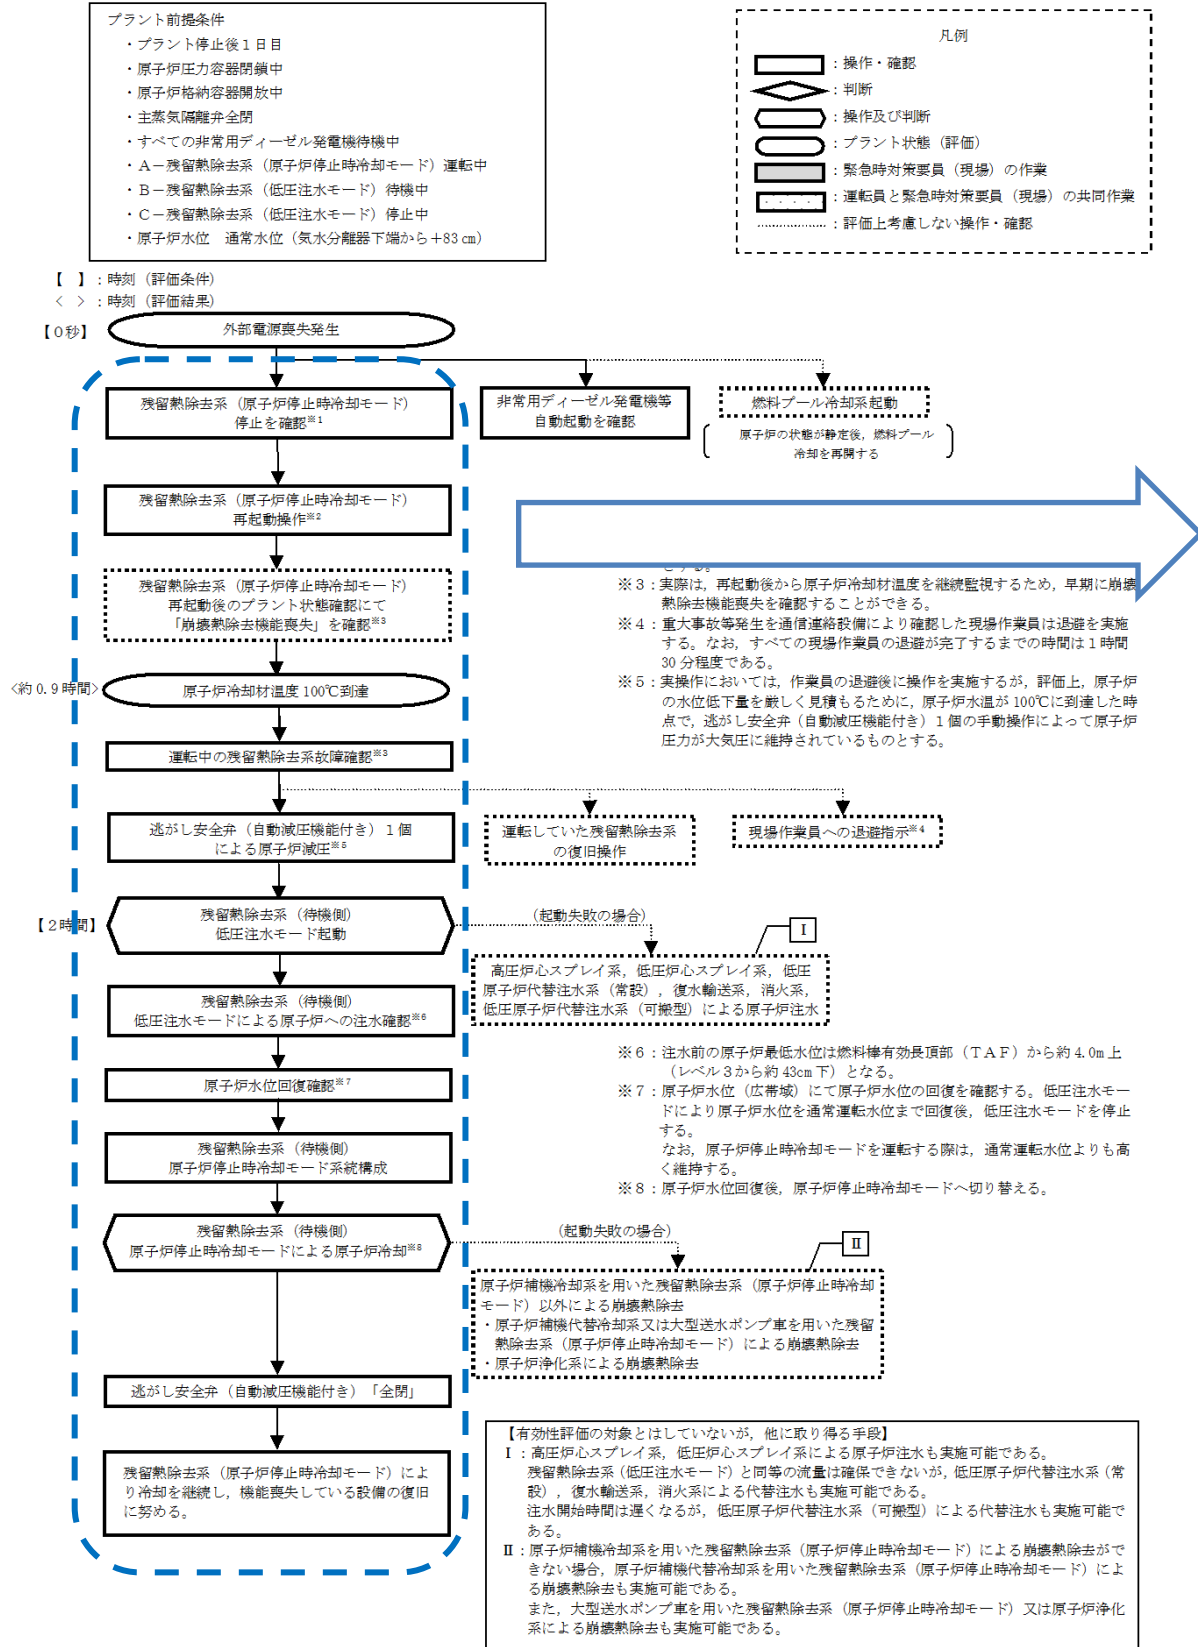 プラント前提条件
・プラント停止後1日目
・原子炉圧力容器閉鎖中
・原子炉格納容器開放中
・主蒸気隔離弁全閉
・すべての非常用ディーゼル発電機待機中
・A－残留熱除去系（原子炉停止時冷却モード）運転中
・B－残留熱除去系（低圧注水モード）待機中
・C－残留熱除去系（低圧注水モード）停止中
・原子炉水位　通常水位（気水分離器下端から＋83 cm）
凡例
：操作・確認
：判断
：操作及び判断
：プラント状態（評価）
：緊急時対策要員（現場）の作業
：運転員と緊急時対策要員（現場）の共同作業
：評価上考慮しない操作・確認
【　】：時刻（評価条件）
＜　＞：時刻（評価結果）
【0秒】
外部電源喪失発生
残留熱除去系（原子炉停止時冷却モード）
停止を確認※1
非常用ディーゼル発電機等
自動起動を確認
燃料プール冷却系起動
原子炉の状態が静定後，燃料プール
冷却を再開する
残留熱除去系（原子炉停止時冷却モード）
再起動操作※2
残留熱除去系（原子炉停止時冷却モード）
再起動後のプラント状態確認にて
「崩壊熱除去機能喪失」を確認※3
とする。
※3：実際は，再起動後から原子炉冷却材温度を継続監視するため，早期に崩壊
熱除去機能喪失を確認することができる。
※4：重大事故等発生を通信連絡設備により確認した現場作業員は退避を実施
する。なお，すべての現場作業員の退避が完了するまでの時間は1時間
30分程度である。
※5：実操作においては，作業員の退避後に操作を実施するが，評価上，原子炉
の水位低下量を厳しく見積もるために，原子炉水温が100℃に到達した時
点で，逃がし安全弁（自動減圧機能付き）1個の手動操作によって原子炉
圧力が大気圧に維持されているものとする。
<約0.9時間>
原子炉冷却材温度100℃到達
運転中の残留熱除去系故障確認※3
逃がし安全弁（自動減圧機能付き）1個
による原子炉減圧※5
運転していた残留熱除去系
の復旧操作
現場作業員への退避指示※4
【2時間】
残留熱除去系（待機側）
低圧注水モード起動
（起動失敗の場合）
Ⅰ
高圧炉心スプレイ系，低圧炉心スプレイ系，低圧
原子炉代替注水系（常設），復水輸送系，消火系，
低圧原子炉代替注水系（可搬型）による原子炉注水
残留熱除去系（待機側）
低圧注水モードによる原子炉への注水確認※6
原子炉水位回復確認※7
残留熱除去系（待機側）
原子炉停止時冷却モード系統構成
※6：注水前の原子炉最低水位は燃料棒有効長頂部（TAF）から約4.0m上
（レベル3から約43cm下）となる。
※7：原子炉水位（広帯域）にて原子炉水位の回復を確認する。低圧注水モー
ドにより原子炉水位を通常運転水位まで回復後，低圧注水モードを停止
する。
なお，原子炉停止時冷却モードを運転する際は，通常運転水位よりも高
く維持する。
※8：原子炉水位回復後，原子炉停止時冷却モードへ切り替える。
残留熱除去系（待機側）
原子炉停止時冷却モードによる原子炉冷却※8
（起動失敗の場合）
Ⅱ
原子炉補機冷却系を用いた残留熱除去系（原子炉停止時冷却
モード）以外による崩壊熱除去
・原子炉補機代替冷却系又は大型送水ポンプ車を用いた残留
熱除去系（原子炉停止時冷却モード）による崩壊熱除去
・原子炉浄化系による崩壊熱除去
逃がし安全弁（自動減圧機能付き）「全閉」
残留熱除去系（原子炉停止時冷却モード）によ
り冷却を継続し，機能喪失している設備の復旧
に努める。
【有効性評価の対象とはしていないが，他に取り得る手段】
Ⅰ：高圧炉心スプレイ系，低圧炉心スプレイ系による原子炉注水も実施可能である。
残留熱除去系（低圧注水モード）と同等の流量は確保できないが，低圧原子炉代替注水系（常
設），復水輸送系，消火系による代替注水も実施可能である。
注水開始時間は遅くなるが，低圧原子炉代替注水系（可搬型）による代替注水も実施可能で
ある。
Ⅱ：原子炉補機冷却系を用いた残留熱除去系（原子炉停止時冷却モード）による崩壊熱除去がで
きない場合，原子炉補機代替冷却系を用いた残留熱除去系（原子炉停止時冷却モード）によ
る崩壊熱除去も実施可能である。
また，大型送水ポンプ車を用いた残留熱除去系（原子炉停止時冷却モード）又は原子炉浄化
系による崩壊熱除去も実施可能である。